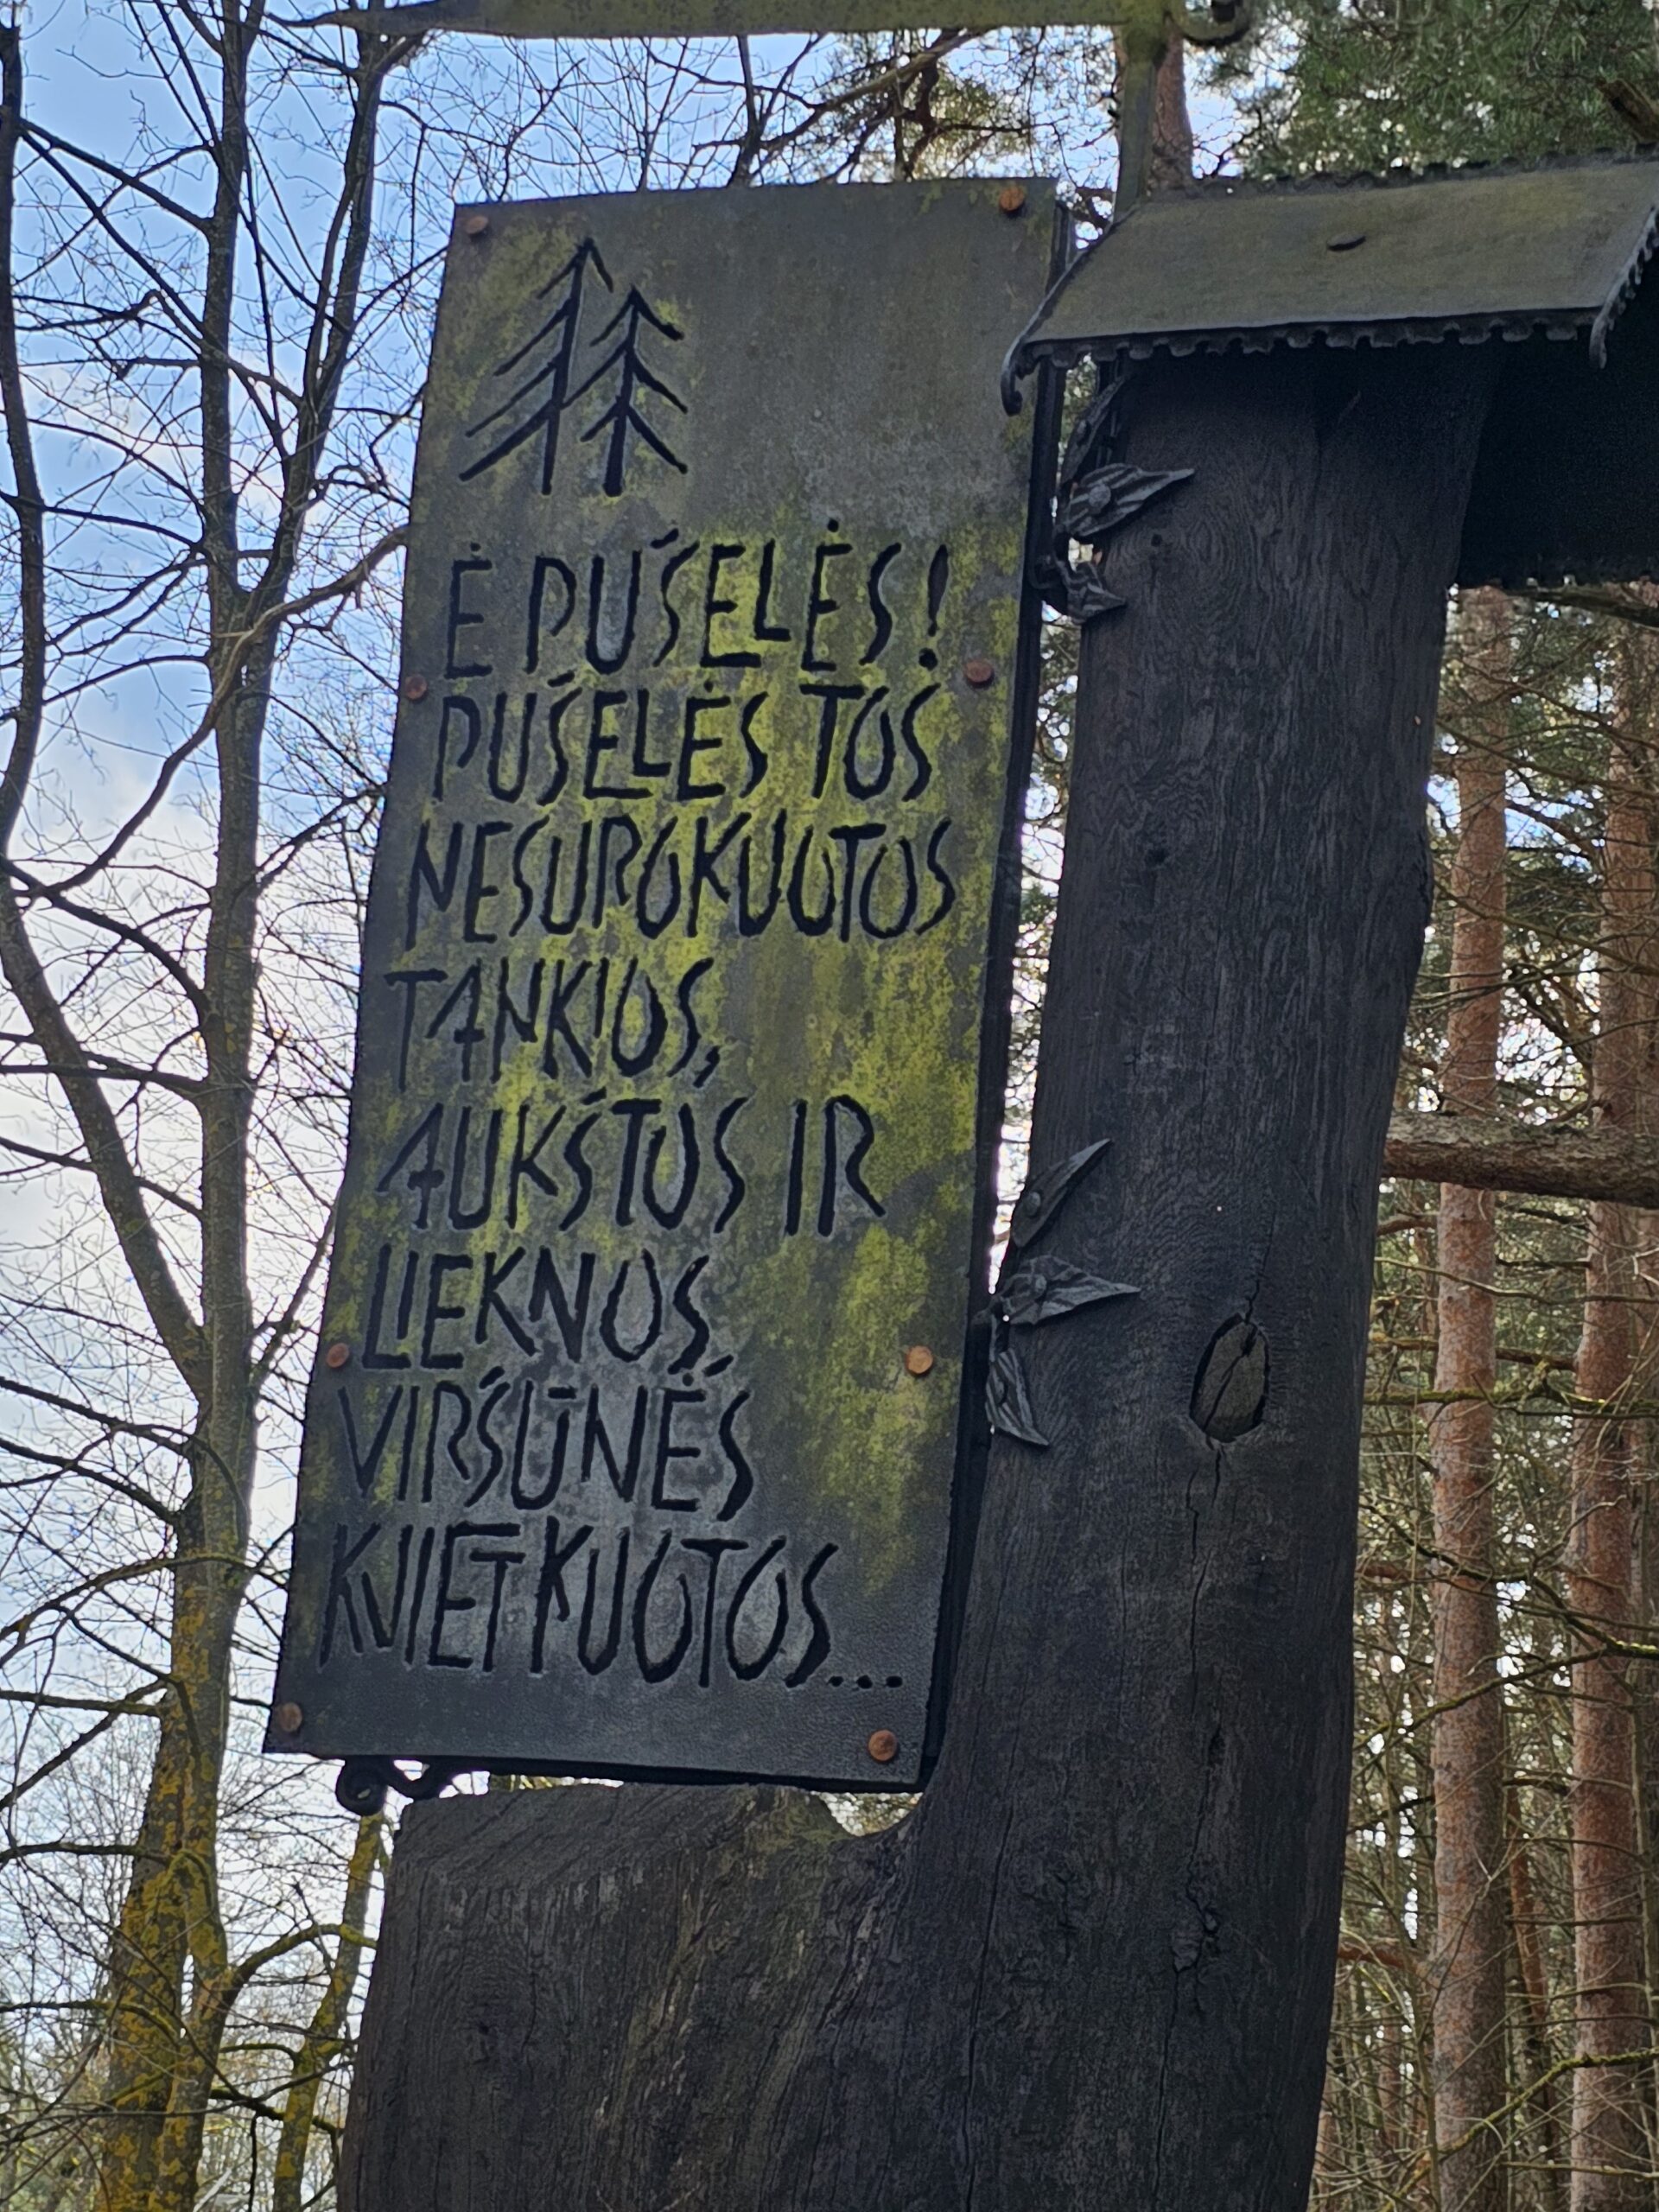 Ė PUŠELĖS!
PUŠELĖS TOS
NESUROKUOTOS
TANKIOS,
AUKŠTOS IR
LIEKNOS,
VIRŠŪNĖS
KVIETKUOTOS...